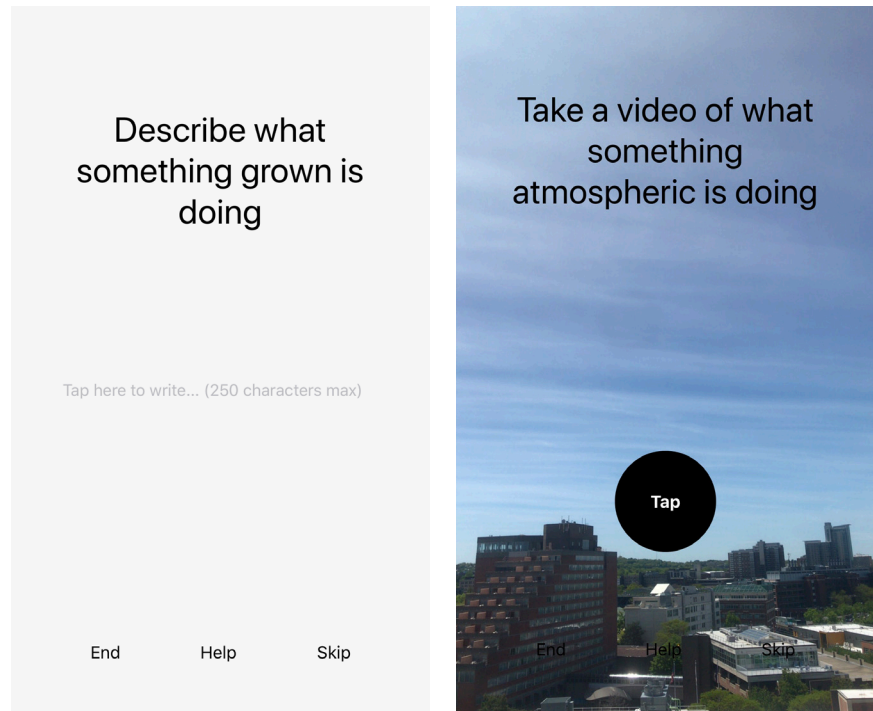 Describe what
something grown is
doing
Tap here to write... (250 characters max)
End Help Skip
Take a video of what
something
atmospheric is doing
Tap
End Help Skip